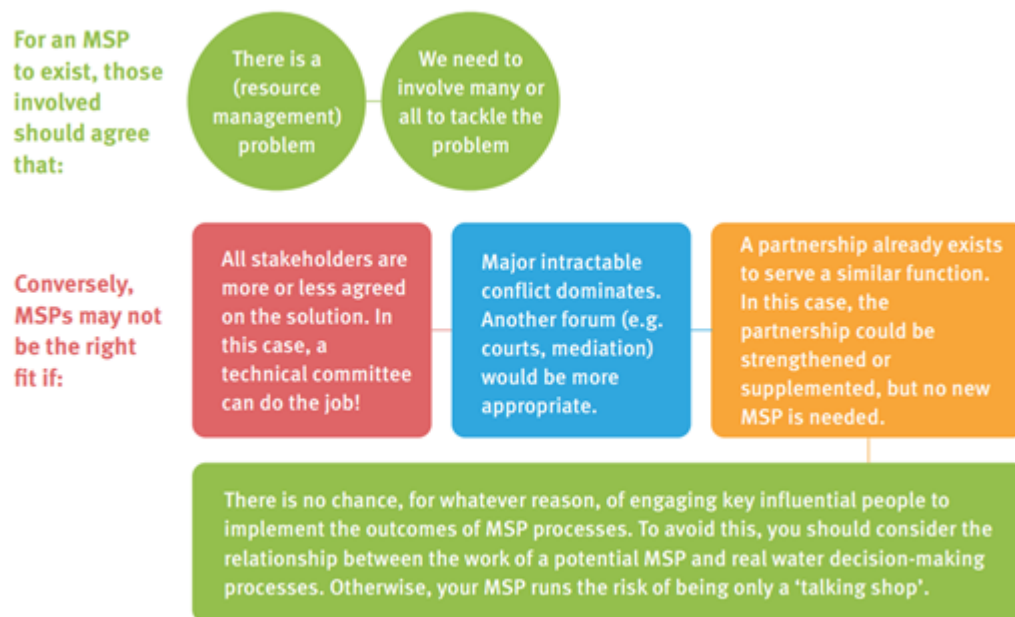 For an MSP
to exist, those
involved
should agree
that:
There is a
(resource
management)
problem
We need to
involve many or
all to tackle the
problem
Conversely,
MSPs may not
be the right
fit if:
All stakeholders are
more or less agreed
on the solution. In
this case, a
technical committee
can do the job!
Major intractable
conflict dominates.
Another forum (e.g.
courts, mediation)
would be more
appropriate.
A partnership already exists
to serve a similar function.
In this case, the
partnership could be
strengthened or
supplemented, but no new
MSP is needed.
There is no chance, for whatever reason, of engaging key influential people to
implement the outcomes of MSP processes. To avoid this, you should consider the
relationship between the work of a potential MSP and real water decision-making
processes. Otherwise, your MSP runs the risk of being only a ‘talking shop’.